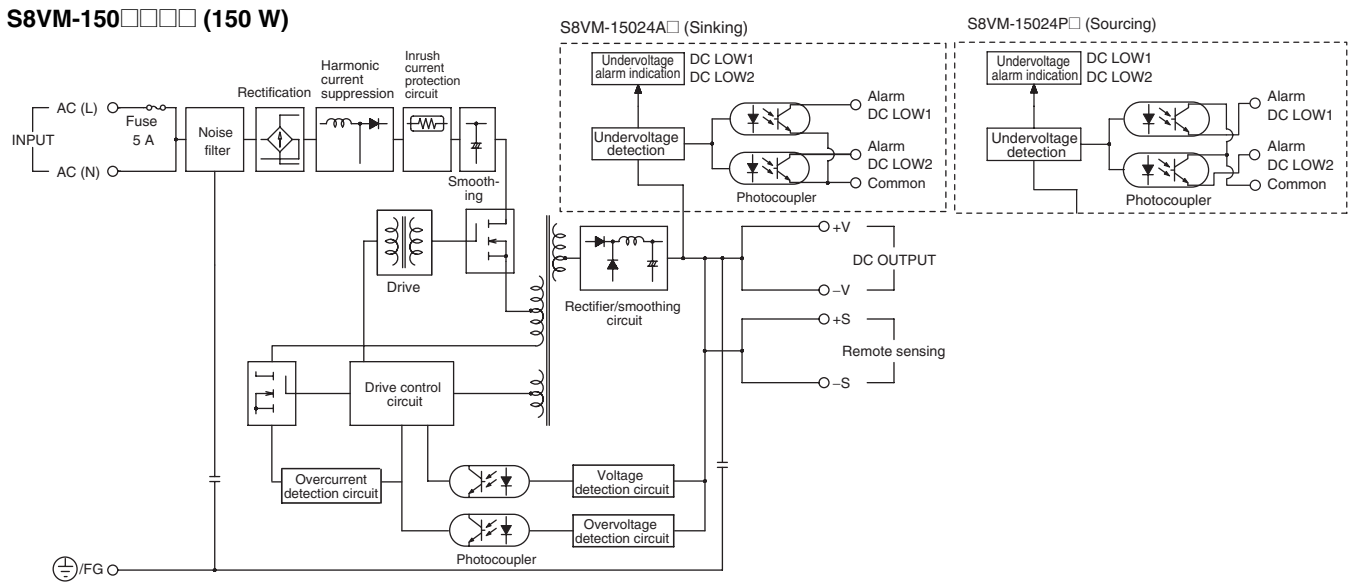 S8VM-150□□□□ (150 W)
S8VM-15024A□ (Sinking)
S8VM-15024P□ (Sourcing)
INPUT
AC (L)
AC (N)
Fuse
5 A
Noise
filter
Rectification
Harmonic
current
suppression
Inrush
current
protection
circuit
Smooth-
ing
Undervoltage
alarm indication
DC LOW1
DC LOW2
Undervoltage
detection
Alarm
DC LOW1
Alarm
DC LOW2
Common
Photocoupler
Undervoltage
alarm indication
DC LOW1
DC LOW2
Undervoltage
detection
Alarm
DC LOW1
Alarm
DC LOW2
Common
Photocoupler
Drive
Rectifier/smoothing
circuit
+V
DC OUTPUT
–V
+S
Remote sensing
–S
Drive control
circuit
Overcurrent
detection circuit
Voltage
detection circuit
Overvoltage
detection circuit
Photocoupler
/FG